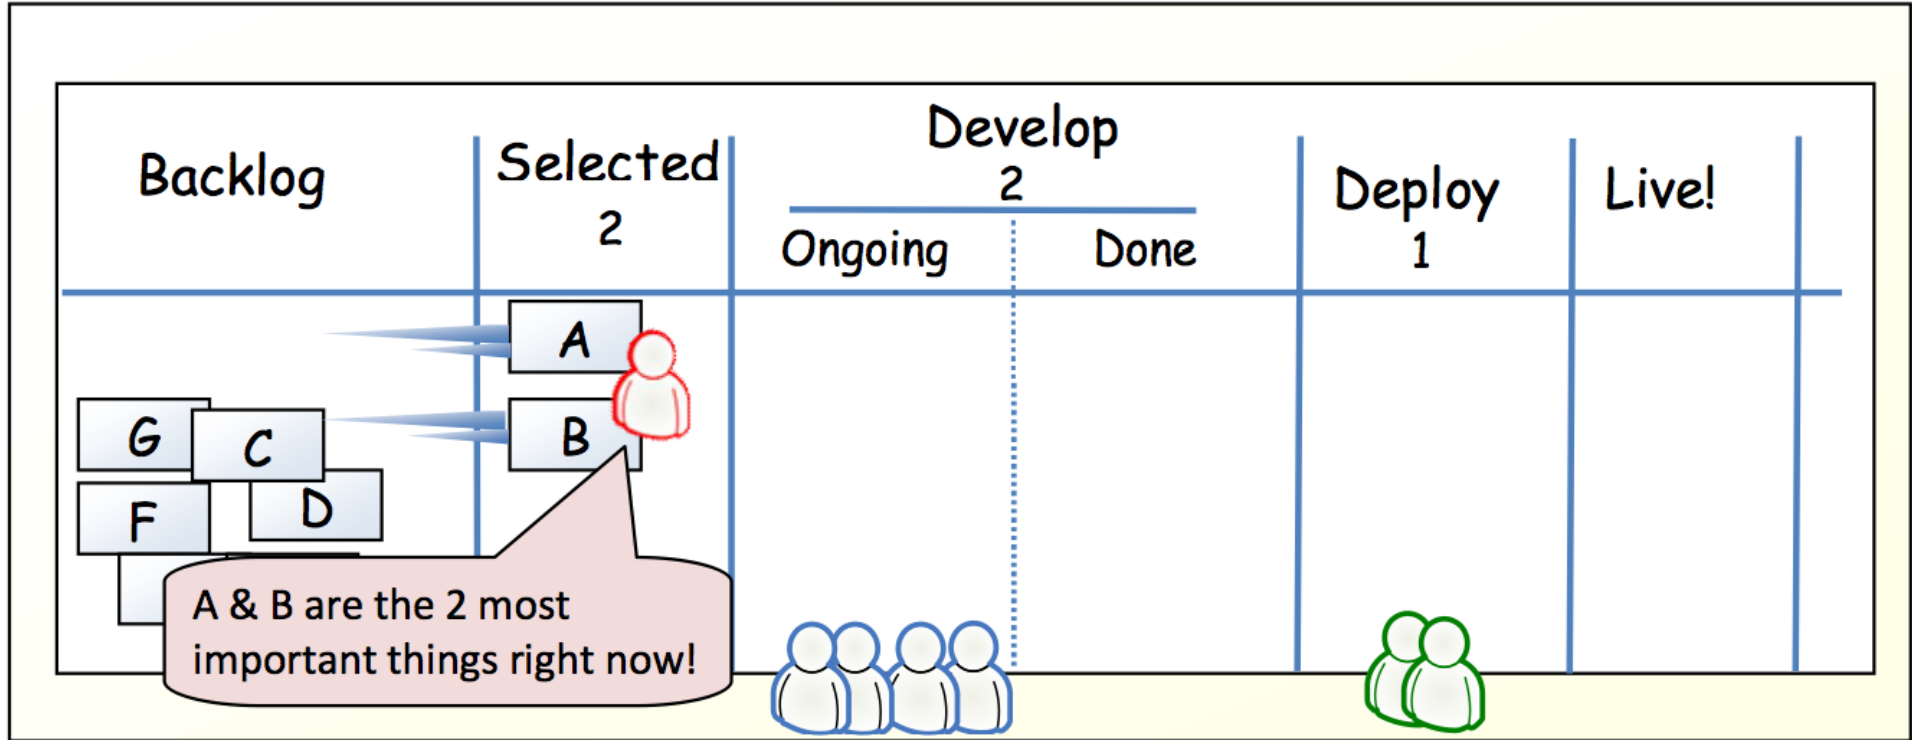 Backlog
Selected
2
Develop
2
Ongoing
Done
Deploy
1
Live!
A
B
G
C
F
D
A & B are the 2 most
important things right now!